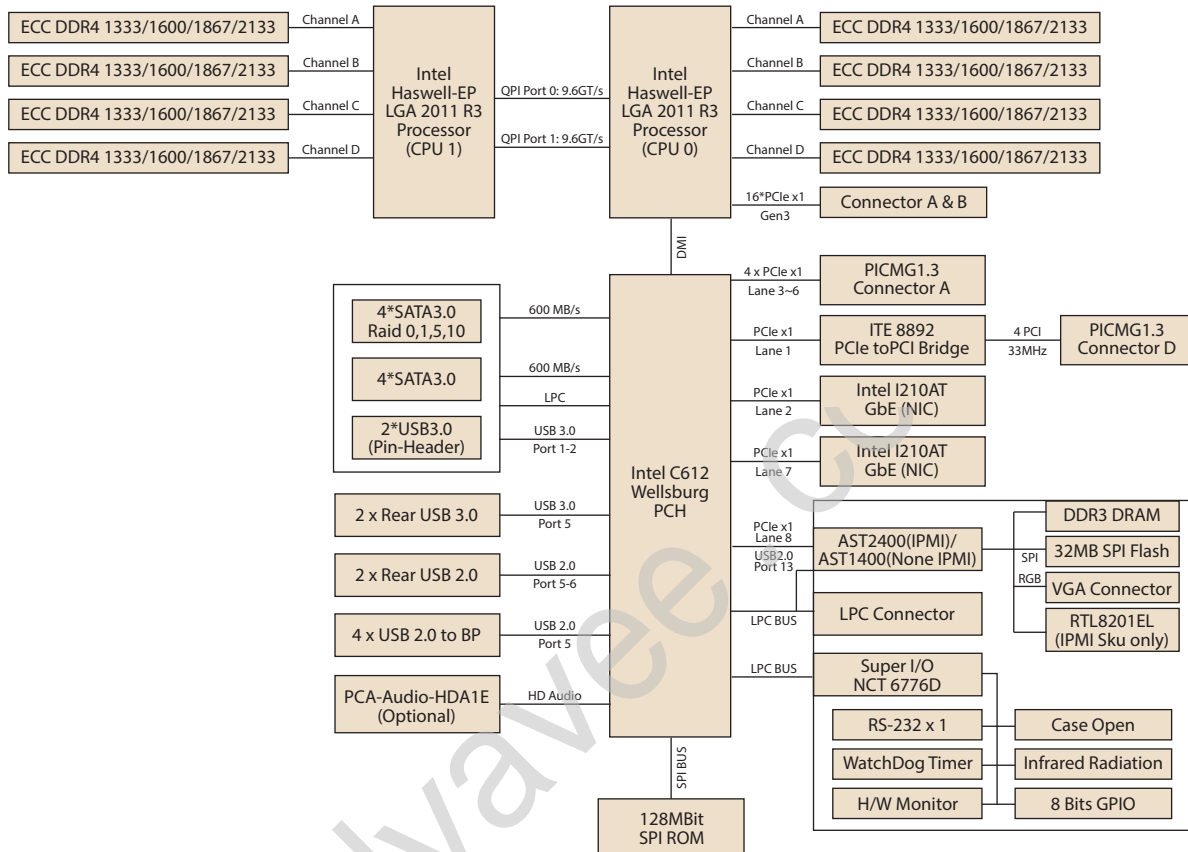 ECC DDR4 1333/1600/1867/2133
Channel A
ECC DDR4 1333/1600/1867/2133
Channel B
ECC DDR4 1333/1600/1867/2133
Channel C
ECC DDR4 1333/1600/1867/2133
Channel D
Intel
Haswell-EP
LGA 2011 R3
Processor
(CPU 1)
QPI Port 0: 9.6GT/s
QPI Port 1: 9.6GT/s
Intel
Haswell-EP
LGA 2011 R3
Processor
(CPU 0)
Channel A
ECC DDR4 1333/1600/1867/2133
Channel B
ECC DDR4 1333/1600/1867/2133
Channel C
ECC DDR4 1333/1600/1867/2133
Channel D
ECC DDR4 1333/1600/1867/2133
16*PCIe x1
Gen3
Connector A & B
DMI
4*SATA3.0
Raid 0,1,5,10
600 MB/s
4*SATA3.0
600 MB/s
LPC
2*USB3.0
(Pin-Header)
USB 3.0
Port 1-2
2 x Rear USB 3.0
USB 3.0
Port 5
2 x Rear USB 2.0
USB 2.0
Port 5-6
4 x USB 2.0 to BP
USB 2.0
Port 5
PCA-Audio-HDA1E
(Optional)
HD Audio
Intel C612
Wellsburg
PCH
SPI BUS
128MBit
SPI ROM
4 x PCIe x1
Lane 3~6
PICMG1.3
Connector A
PCIe x1
Lane 1
ITE 8892
PCIe toPCI Bridge
4 PCI
33MHz
PICMG1.3
Connector D
PCIe x1
Lane 2
Intel I210AT
GbE (NIC)
PCIe x1
Lane 7
Intel I210AT
GbE (NIC)
PCIe x1
Lane 8
USB2.0
Port 13
AST2400(IPMI)/
AST1400(None IPMI)
SPI
RGB
DDR3 DRAM
32MB SPI Flash
VGA Connector
RTL8201EL
(IPMI Sku only)
LPC BUS
LPC Connector
LPC BUS
Super I/O
NCT 6776D
RS-232 x 1
Case Open
WatchDog Timer
Infrared Radiation
H/W Monitor
8 Bits GPIO